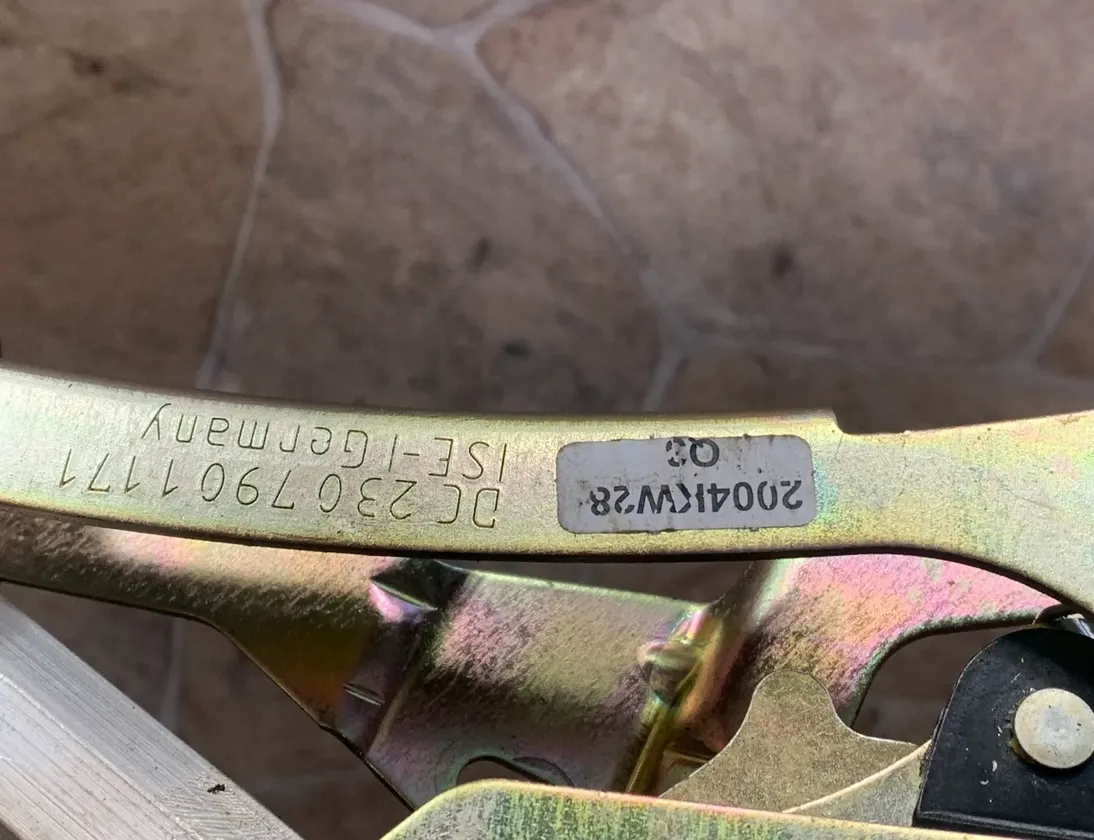 2004KW28
Q3
DC 230 790 1171
ISE-I Germany